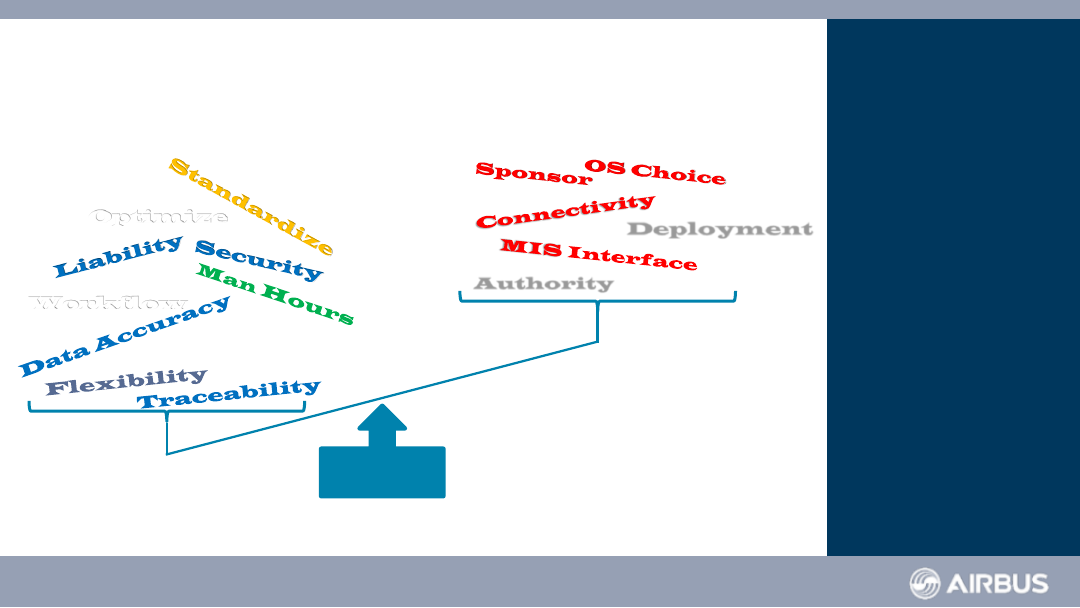 Standardize
Optimize
Liability
Security
Man Hours
Workflow
Data Accuracy
Flexibility
Traceability
Sponsor
OS Choice
Connectivity
Deployment
MIS Interface
Authority
AIRBUS